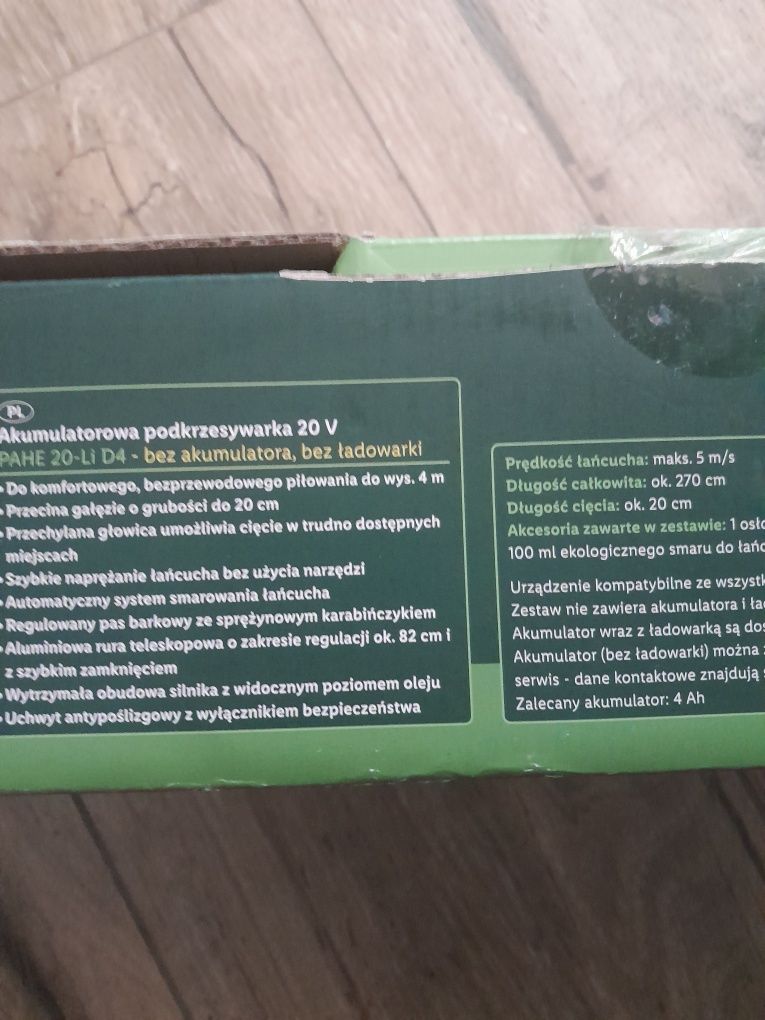 PL
Akumulatorowa podkrzesywarka 20 V
PAHE 20-Li D4 - bez akumulatora, bez ładowarki
• Do komfortowego, bezprzewodowego piłowania do wys. 4 m
• Przecina gałęzie o grubości do 20 cm
• Przechylana głowica umożliwia cięcie w trudno dostępnych
miejscach
• Szybkie naprężanie łańcucha bez użycia narzędzi
• Automatyczny system smarowania łańcucha
• Regulowany pas barkowy ze sprężynowym karabińczykiem
• Aluminiowa rura teleskopowa o zakresie regulacji ok. 82 cm i
z szybkim zamknięciem
• Wytrzymała obudowa silnika z widocznym poziomem oleju
• Uchwyt antypoślizgowy z wyłącznikiem bezpieczeństwa
Prędkość łańcucha: maks. 5 m/s
Długość całkowita: ok. 270 cm
Długość cięcia: ok. 20 cm
Akcesoria zawarte w zestawie: 1
100 ml ekologicznego smaru do
Urządzenie kompatybilne ze
Zestaw nie zawiera akumulatora i
Akumulator wraz z ładowarką są
Akumulator (bez ładowarki) można
serwis - dane kontaktowe znajdują
Zalecany akumulator: 4 Ah